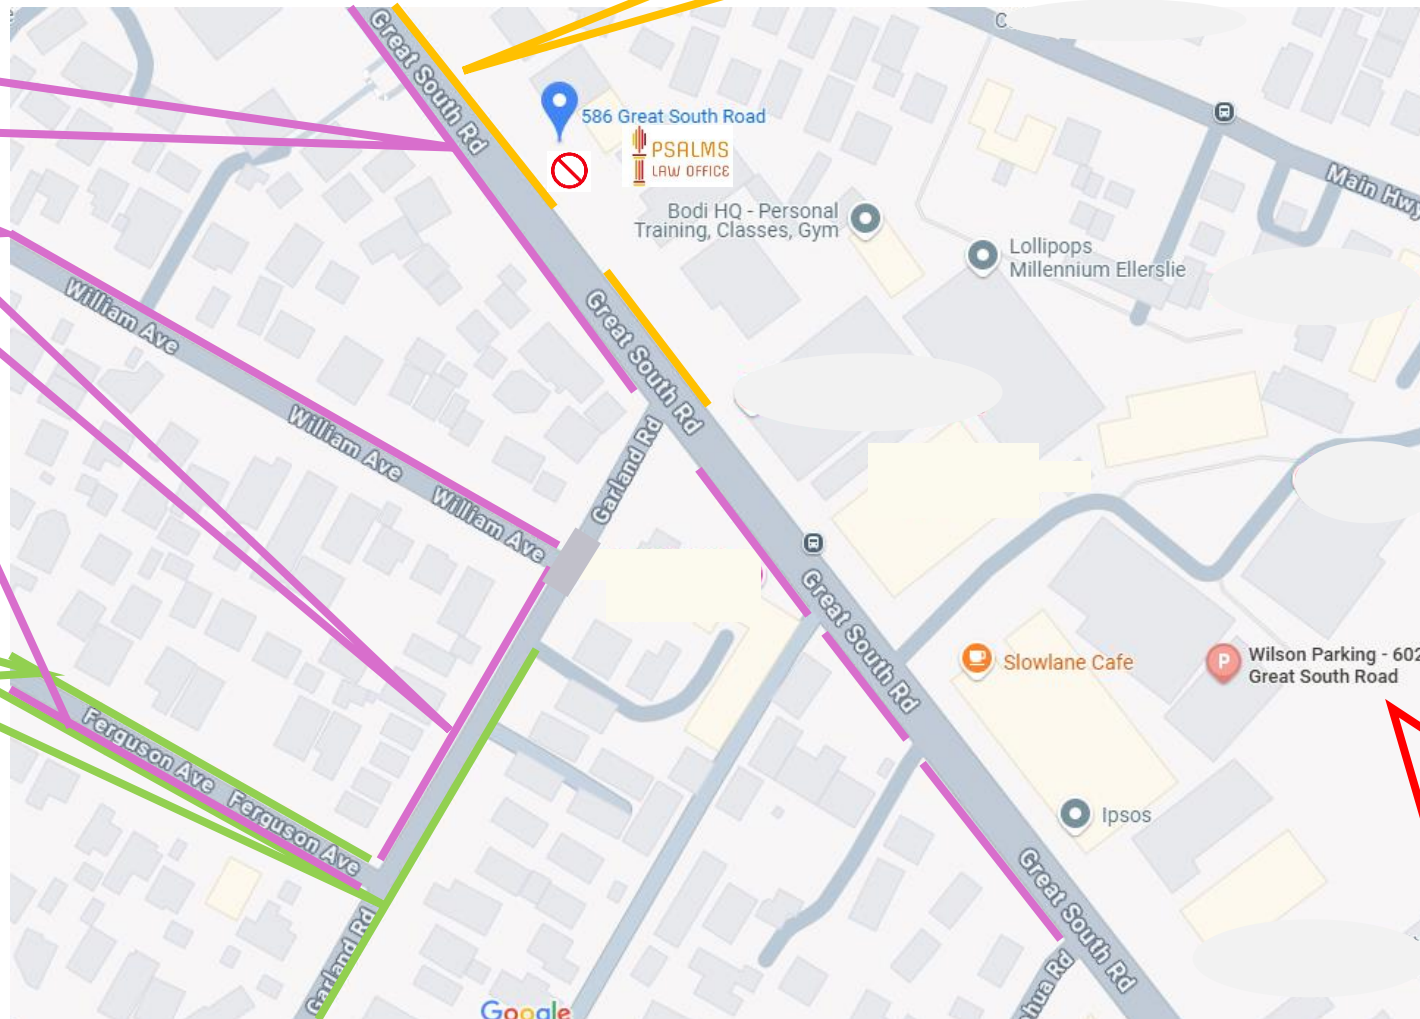 Great South Rd
C
586 Great South Road
PSALMS
LAW OFFICE
Main Hwy
Bodi HQ - Personal
Training, Classes, Gym
Lollipops
Millennium Ellerslie
William Ave
Great South Rd
William Ave
Garland Rd
William Ave
Great South Rd
Slowlane Cafe
P
Wilson Parking - 602
Great South Road
Ferguson Ave
Ferguson Ave
Ipsos
Great South Rd
Garland Rd
hua Rd
Google